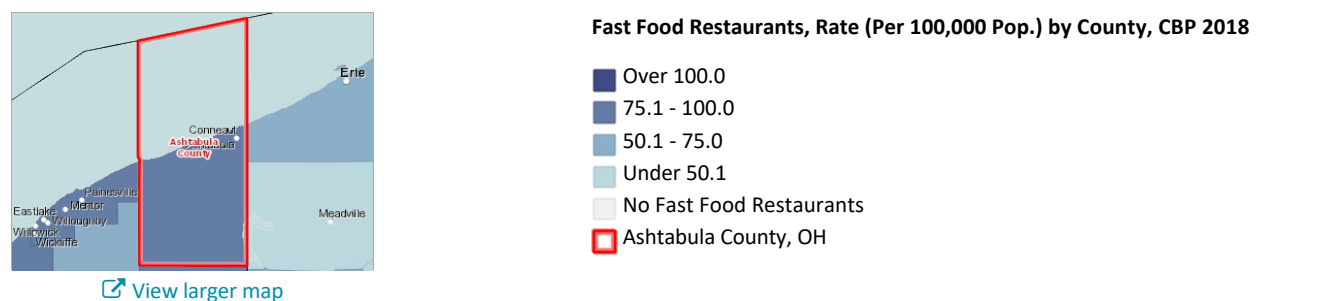 Erie
Conneaut
Ashtabula
County
Painesville
Mentor
Eastlake
Willoughby
Willowick
Wickliffe
Meadville
View larger map
Fast Food Restaurants, Rate (Per 100,000 Pop.) by County, CBP 2018
Over 100.0
75.1 - 100.0
50.1 - 75.0
Under 50.1
No Fast Food Restaurants
Ashtabula County, OH